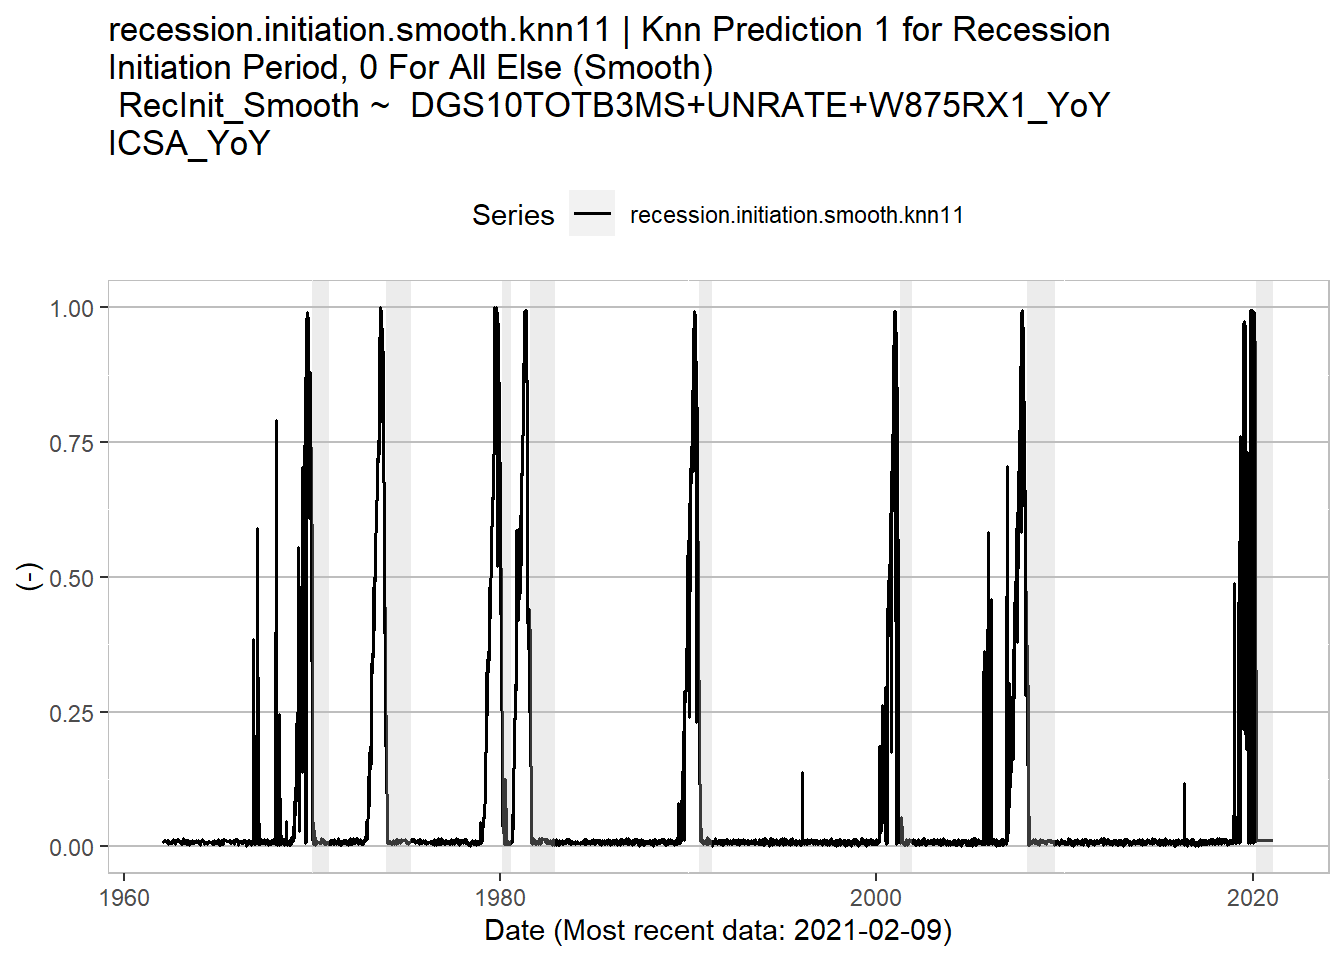 recession.initiation.smooth.knn11 | Knn Prediction 1 for Recession
Initiation Period, 0 For All Else (Smooth)
RecInit_Smooth ~  DGS10TOTB3MS+UNRATE+W875RX1_YoY
ICSA_YoY
Series recession.initiation.smooth.knn11
1.00
0.75
0.50
0.25
0.00
(-)
1960 1980 2000 2020
Date (Most recent data: 2021-02-09)